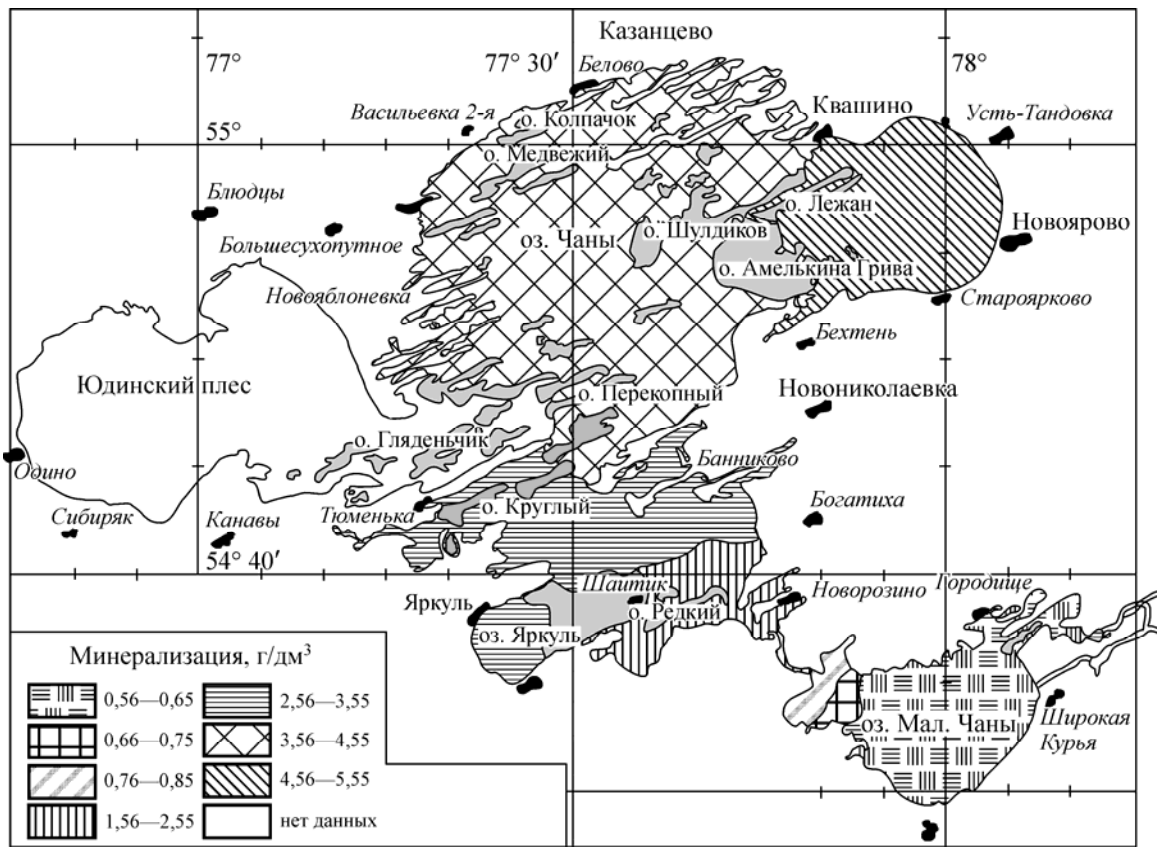 Казанцево
77°
77° 30′
78°
Белово
Васильевка 2-я
о. Колпачок
Квашино
Усть-Тандовка
55°
о. Медвежий
Блюдцы
о. Лежан
Большесухопутное
оз. Чаны
о. Шулдиков
Новоярово
о. Амелькина Грива
Новояблоневка
Староярково
Бехтень
Юдинский плес
о. Перекопный
Новониколаевка
о. Гляденьчик
Одино
Банниково
Сибиряк
Канавы
Тюменька
о. Круглый
Богатиха
54° 40′
Яркуль
Шаитик
Новорозино
Городище
о. Редкий
оз. Яркуль
Минерализация, г/дм³
0,56—0,65
2,56—3,55
0,66—0,75
3,56—4,55
0,76—0,85
4,56—5,55
1,56—2,55
нет данных
оз. Мал. Чаны
Широкая
Курья